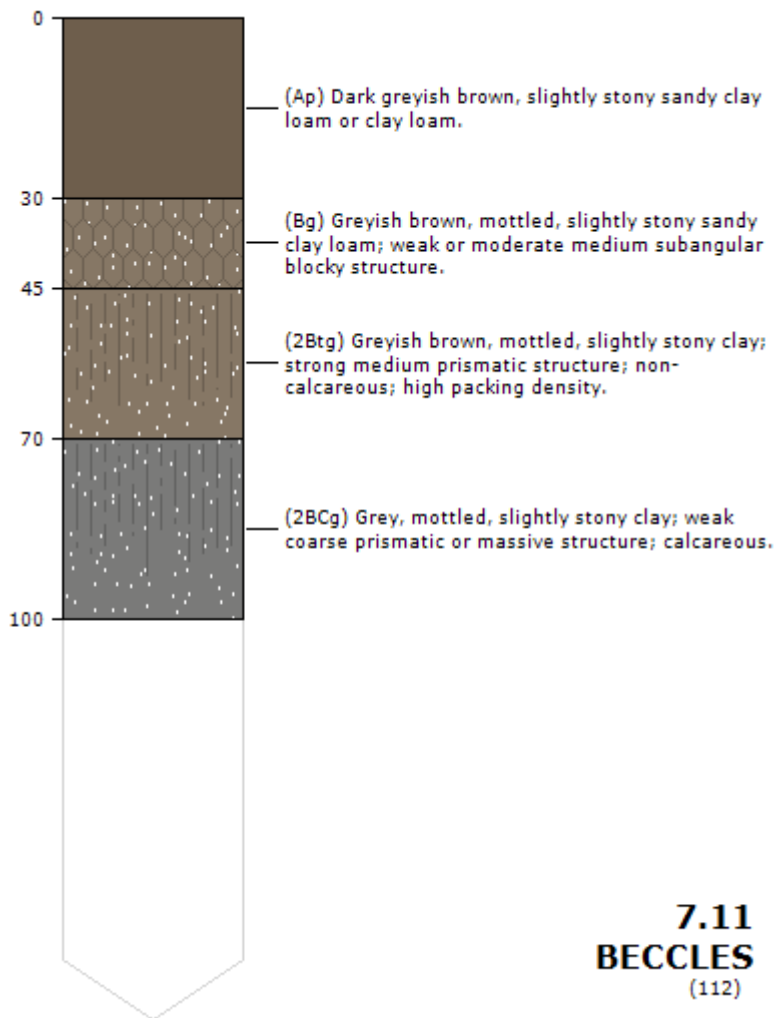 0
(Ap) Dark greyish brown, slightly stony sandy clay
loam or clay loam.
30
(Bg) Greyish brown, mottled, slightly stony sandy
clay loam; weak or moderate medium subangular
blocky structure.
45
(2Btg) Greyish brown, mottled, slightly stony clay;
strong medium prismatic structure; non-
calcareous; high packing density.
70
(2BCg) Grey, mottled, slightly stony clay; weak
coarse prismatic or massive structure; calcareous.
100
7.11
BECCLES
(112)